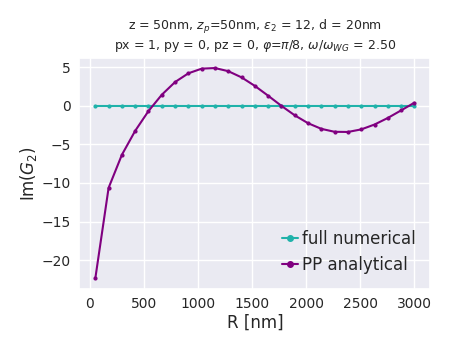 z = 50nm, z_p=50nm, ε_2 = 12, d = 20nm
px = 1, py = 0, pz = 0, φ=π/8, ω/ω_WG = 2.50
5
0
−5
−10
−15
−20
Im(G_2)
full numerical
PP analytical
0 500 1000 1500 2000 2500 3000
R [nm]